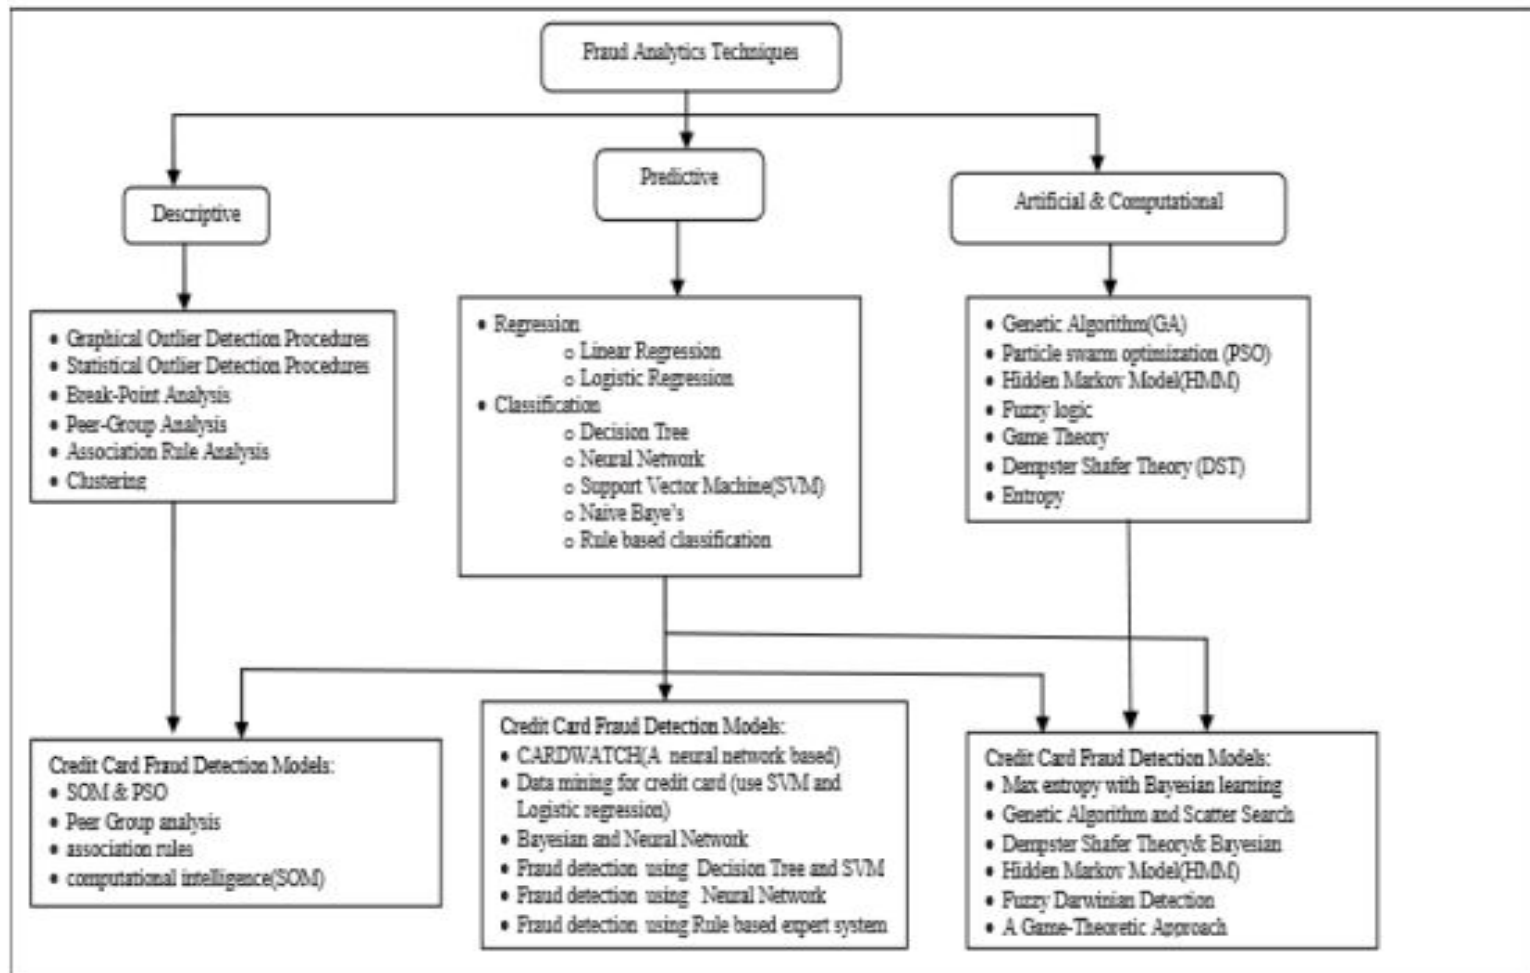 Fraud Analytics Techniques
Descriptive
Predictive
Artificial & Computational
• Graphical Outlier Detection Procedures
• Statistical Outlier Detection Procedures
• Break-Point Analysis
• Peer-Group Analysis
• Association Rule Analysis
• Clustering
• Regression
o Linear Regression
o Logistic Regression
• Classification
o Decision Tree
o Neural Network
o Support Vector Machine(SVM)
o Naive Baye's
o Rule based classification
• Genetic Algorithm(GA)
• Particle swarm optimization (PSO)
• Hidden Markov Model(HMM)
• Fuzzy logic
• Game Theory
• Dempster Shafer Theory (DST)
• Entropy
Credit Card Fraud Detection Models:
• SOM & PSO
• Peer Group analysis
• association rules
• computational intelligence(SOM)
Credit Card Fraud Detection Models:
• CARDWATCH(A neural network based)
• Data mining for credit card (use SVM and
Logistic regression)
• Bayesian and Neural Network
• Fraud detection using Decision Tree and SVM
• Fraud detection using Neural Network
• Fraud detection using Rule based expert system
Credit Card Fraud Detection Models:
• Max entropy with Bayesian learning
• Genetic Algorithm and Scatter Search
• Dempster Shafer Theory& Bayesian
• Hidden Markov Model(HMM)
• Fuzzy Darwinian Detection
• A Game-Theoretic Approach